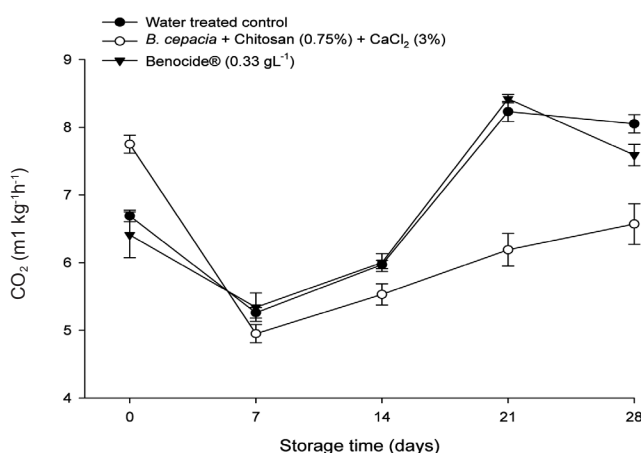 Water treated control
B. cepacia + Chitosan (0.75%) + CaCl₂ (3%)
Benocide® (0.33 gL⁻¹)
9
8
7
6
5
4
CO₂ (m1 kg⁻¹h⁻¹)
0 7 14 21 28
Storage time (days)